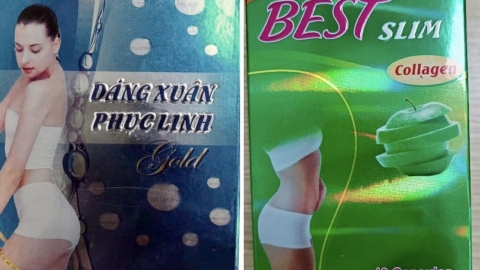 DÁNG XUÂN
PHỤC LINH
Gold
BEST
SLIM
Collagen